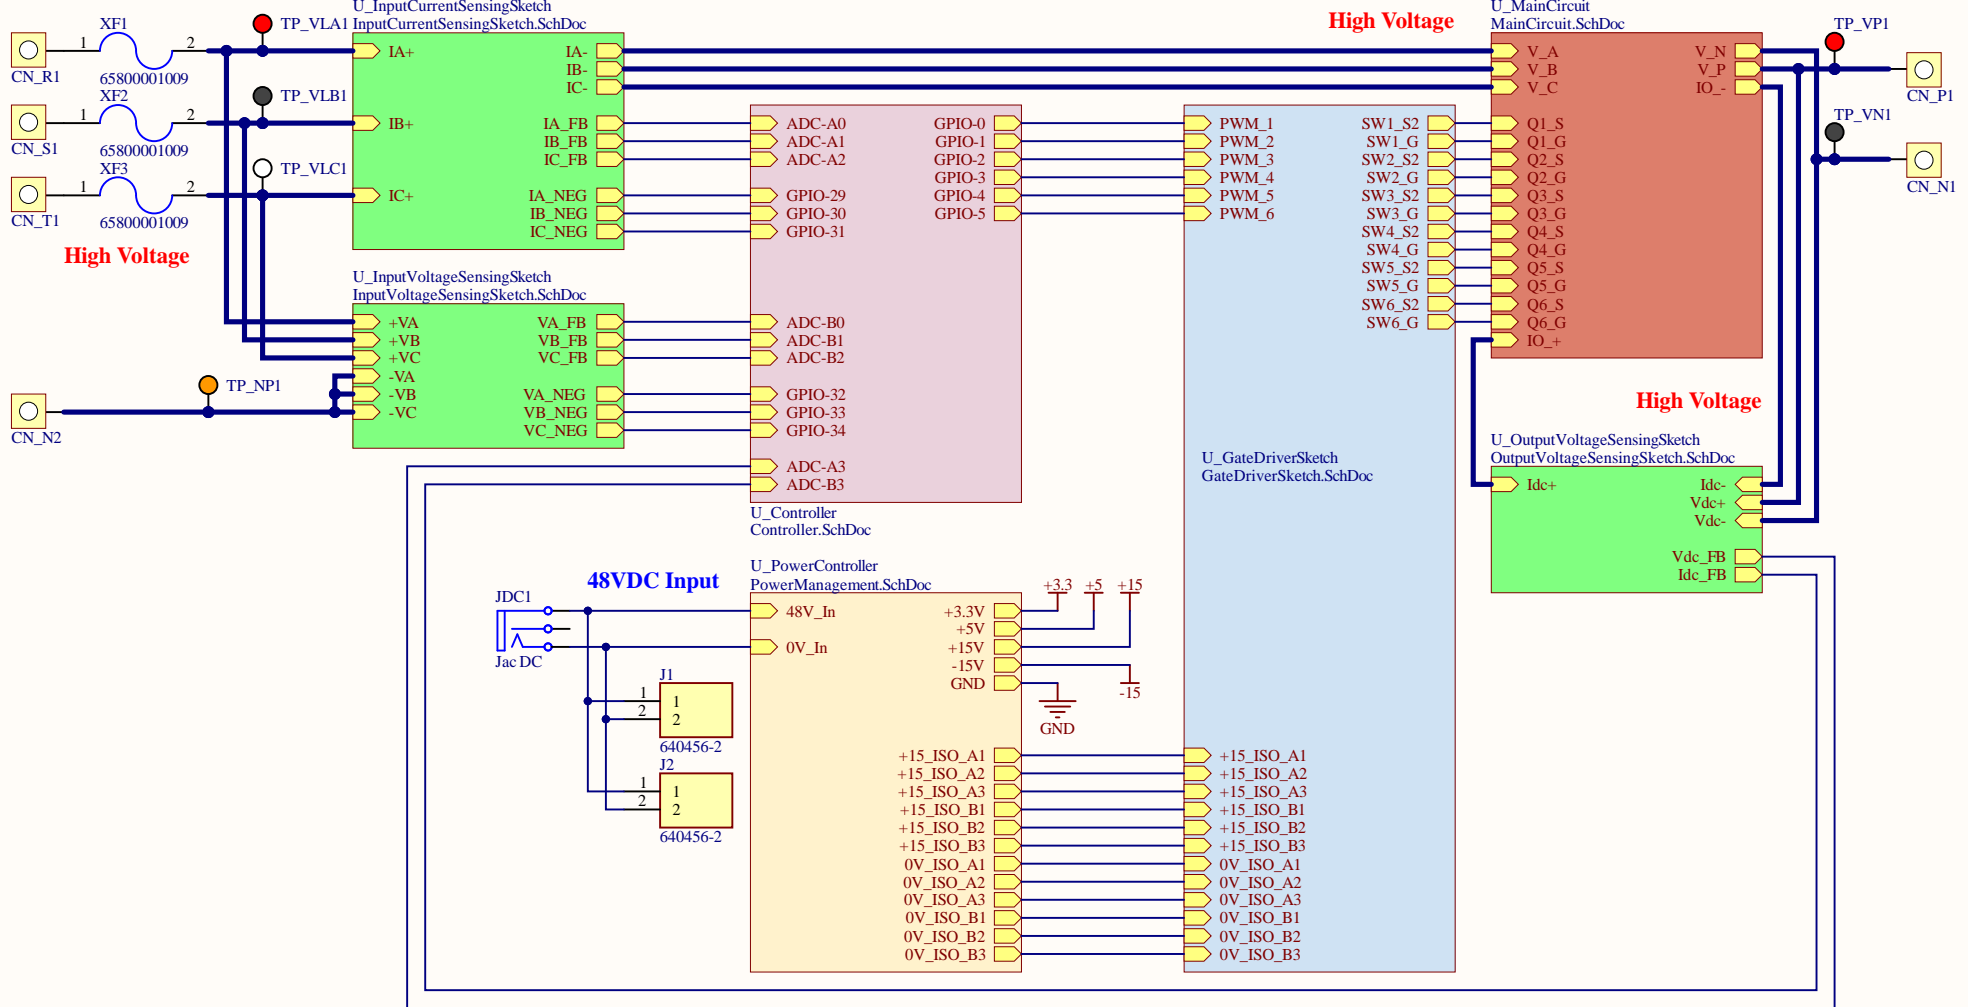 U_InputCurrentSensingSketch
InputCurrentSensingSketch.SchDoc
High Voltage
U_MainCircuit
MainCircuit.SchDoc
XF1
1
2
65800001009
CN_R1
TP_VLA1
XF2
65800001009
CN_S1
TP_VLB1
XF3
1
2
65800001009
CN_T1
TP_VLC1
High Voltage
IA+
IB+
IC+
IA-
IB-
IC-
IA_FB
IB_FB
IC_FB
IA_NEG
IB_NEG
IC_NEG
U_InputVoltageSensingSketch
InputVoltageSensingSketch.SchDoc
+VA
+VB
+VC
-VA
-VB
-VC
VA_FB
VB_FB
VC_FB
VA_NEG
VB_NEG
VC_NEG
TP_NP1
CN_N2
ADC-A0
ADC-A1
ADC-A2
GPIO-29
GPIO-30
GPIO-31
ADC-B0
ADC-B1
ADC-B2
GPIO-32
GPIO-33
GPIO-34
ADC-A3
ADC-B3
GPIO-0
GPIO-1
GPIO-2
GPIO-3
GPIO-4
GPIO-5
U_Controller
Controller.SchDoc
PWM_1
PWM_2
PWM_3
PWM_4
PWM_5
PWM_6
SW1_S2
SW1_G
SW2_S2
SW2_G
SW3_S2
SW3_G
SW4_S2
SW4_G
SW5_S2
SW5_G
SW6_S2
SW6_G
U_GateDriverSketch
GateDriverSketch.SchDoc
V_A
V_B
V_C
Q1_S
Q1_G
Q2_S
Q2_G
Q3_S
Q3_G
Q4_S
Q4_G
Q5_S
Q5_G
Q6_S
Q6_G
IO_+
V_N
V_P
IO_-
TP_VP1
CN_P1
TP_VN1
CN_N1
High Voltage
U_OutputVoltageSensingSketch
OutputVoltageSensingSketch.SchDoc
Idc+
Idc-
Vdc+
Vdc-
Vdc_FB
Idc_FB
48VDC Input
JDC1
Jac DC
J1
1
2
1
2
640456-2
J2
1
2
1
2
640456-2
U_PowerController
PowerManagement.SchDoc
48V_In
0V_In
+3.3V
+5V
+15V
-15V
GND
+3.3
+5
+15
-15
GND
+15_ISO_A1
+15_ISO_A2
+15_ISO_A3
+15_ISO_B1
+15_ISO_B2
+15_ISO_B3
0V_ISO_A1
0V_ISO_A2
0V_ISO_A3
0V_ISO_B1
0V_ISO_B2
0V_ISO_B3
+15_ISO_A1
+15_ISO_A2
+15_ISO_A3
+15_ISO_B1
+15_ISO_B2
+15_ISO_B3
0V_ISO_A1
0V_ISO_A2
0V_ISO_A3
0V_ISO_B1
0V_ISO_B2
0V_ISO_B3